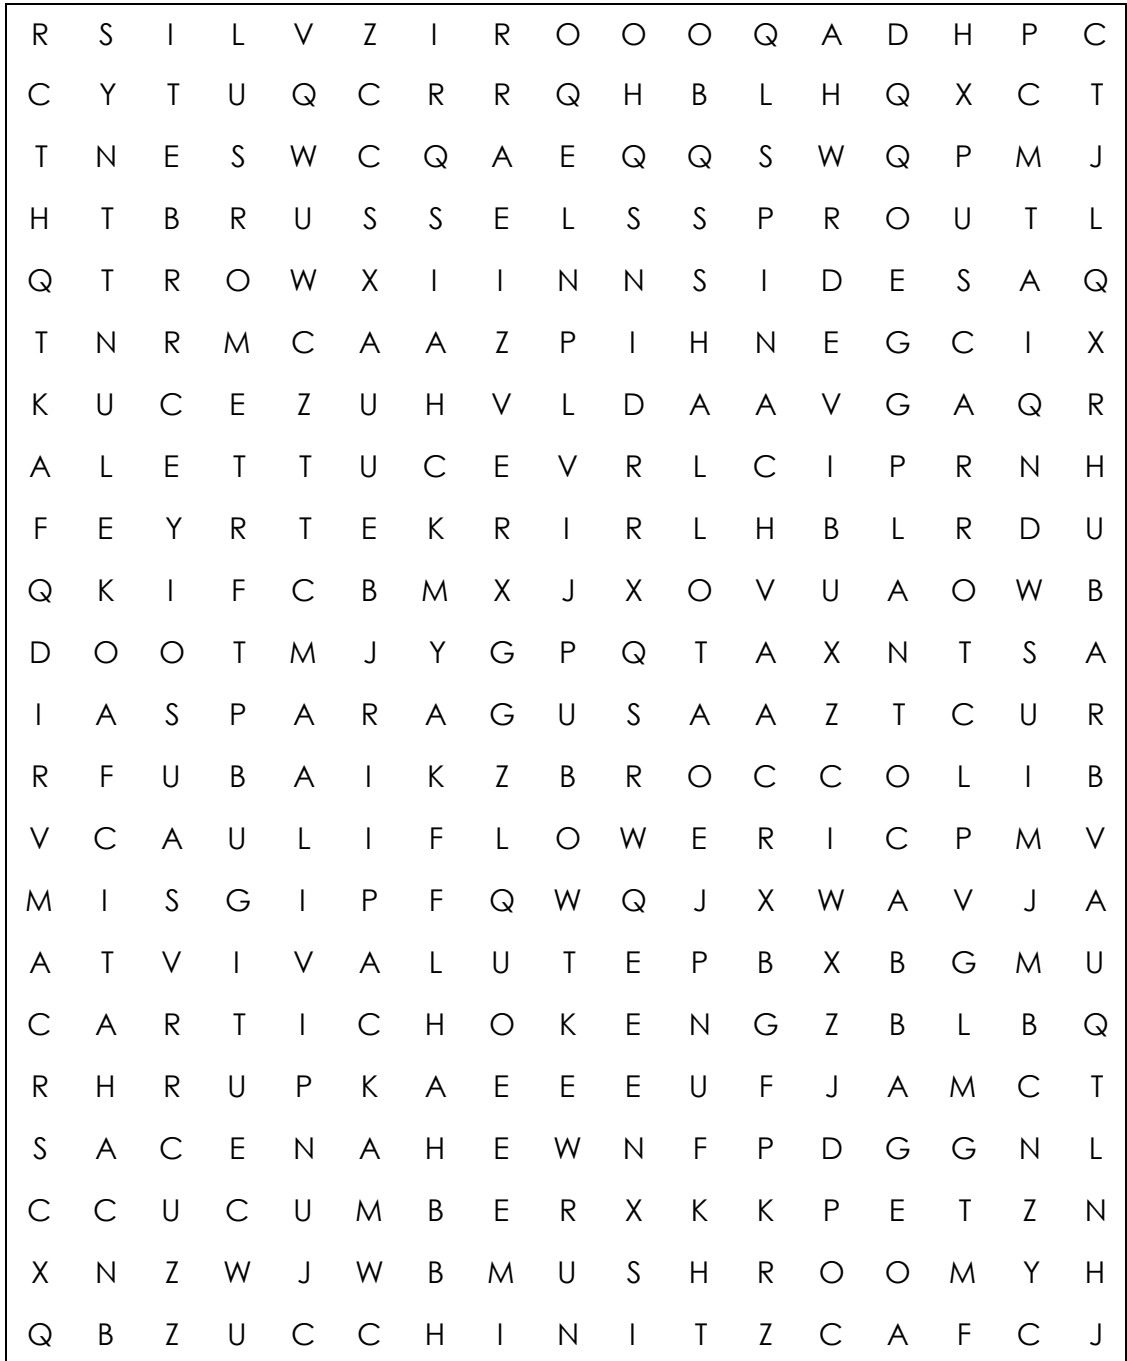 R S I L V Z I R O O O Q A D H P C
C Y T U Q C R R Q H B L H Q X C T
T N E S W C Q A E Q Q S W Q P M J
H T B R U S S E L S S P R O U T L
Q T R O W X I I N N S I D E S A Q
T N R M C A A Z P I H N E G C I X
K U C E Z U H V L D A A V G A Q R
A L E T T U C E V R L C I P R N H
F E Y R T E K R I R L H B L R D U
Q K I F C B M X J X O V U A O W B
D O O T M J Y G P Q T A X N T S A
I A S P A R A G U S A A Z T C U R
R F U B A I K Z B R O C C O L I B
V C A U L I F L O W E R I C P M V
M I S G I P F Q W Q J X W A V J A
A T V I V A L U T E P B X B G M U
C A R T I C H O K E N G Z B L B Q
R H R U P K A E E E U F J A M C T
S A C E N A H E W N F P D G G N L
C C U C U M B E R X K K P E T Z N
X N Z W J W B M U S H R O O M Y H
Q B Z U C C H I N I T Z C A F C J